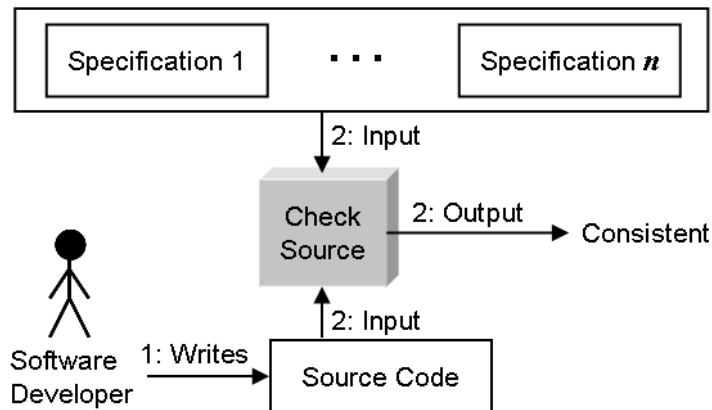 Specification 1
. . .
Specification n
2: Input
Check
Source
2: Output
Consistent
2: Input
Software
Developer
1: Writes
Source Code